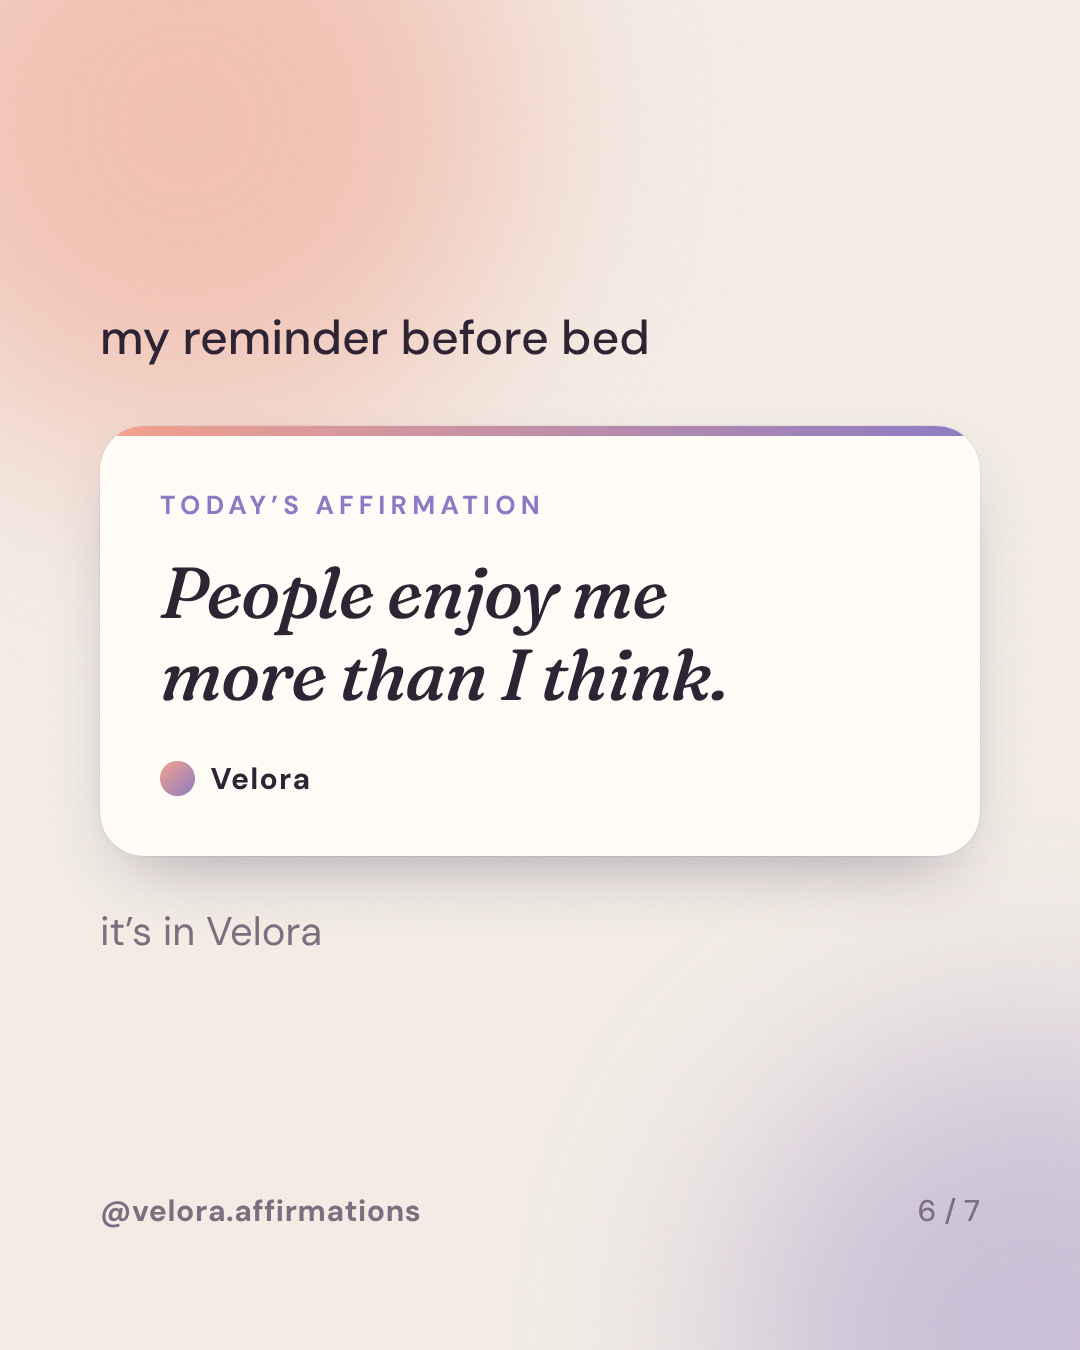 my reminder before bed
TODAY’S AFFIRMATION
People enjoy me
more than I think.
Velora
it’s in Velora
@velora.affirmations
6 / 7